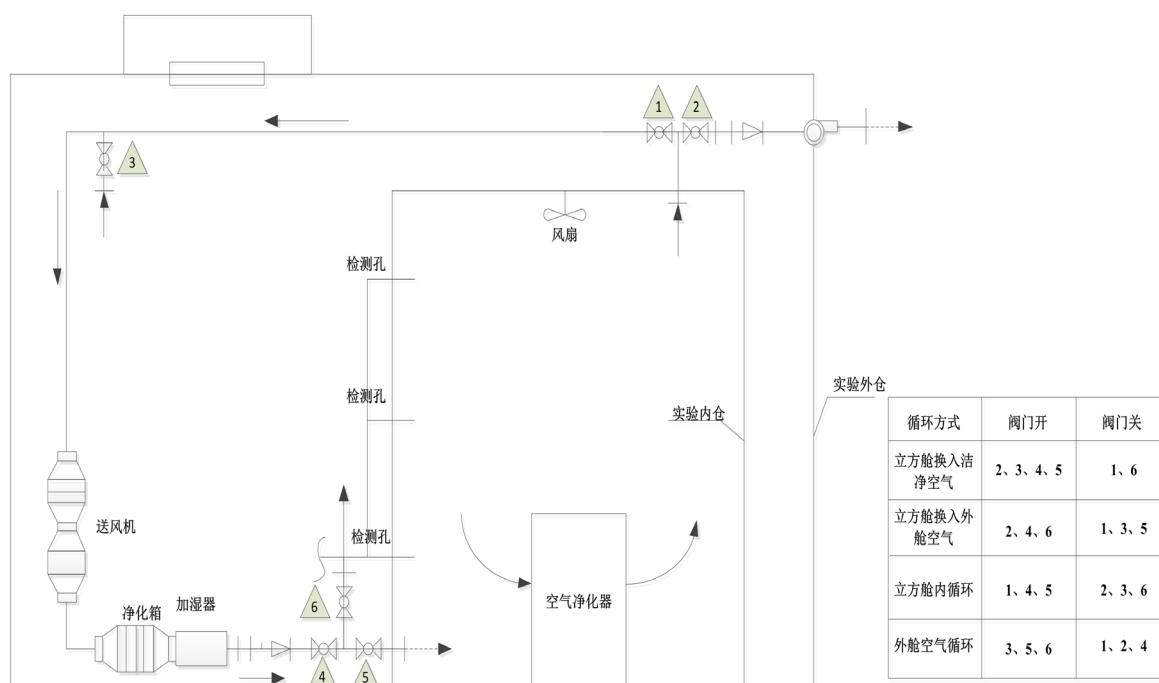 1
2
3
风扇
检测孔
检测孔
实验外仓
实验内仓
送风机
检测孔
6
空气净化器
净化箱
加湿器
4
5
循环方式 阀门开 阀门关
立方舱换入洁
净空气
2、3、4、5 1、6
立方舱换入外
舱空气
2、4、6 1、3、5
立方舱内循环 1、4、5 2、3、6
外舱空气循环 3、5、6 1、2、4